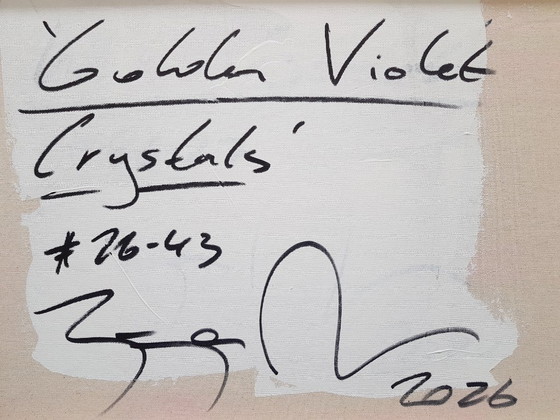 'Golden Violet
Crystals'
#26-43
2026